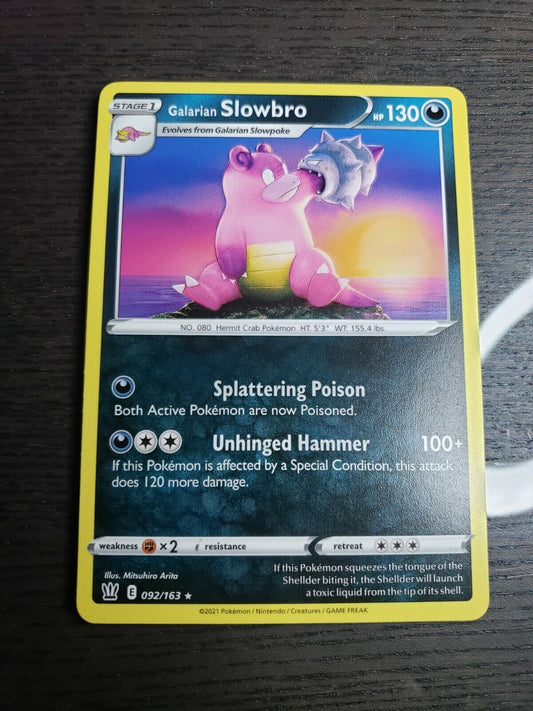 STAGE 1
Galarian Slowbro
HP 130
Evolves from Galarian Slowpoke
NO. 080 Hermit Crab Pokémon HT: 5'3" WT: 155.4 lbs.
Splattering Poison
Both Active Pokémon are now Poisoned.
Unhinged Hammer 100+
If this Pokémon is affected by a Special Condition, this attack
does 120 more damage.
weakness ×2 resistance retreat
Illus. Mitsuhiro Arita
E 092/163 ★
If this Pokémon squeezes the tongue of the
Shellder biting it, the Shellder will launch
a toxic liquid from the tip of its shell.
©2021 Pokémon / Nintendo / Creatures / GAME FREAK